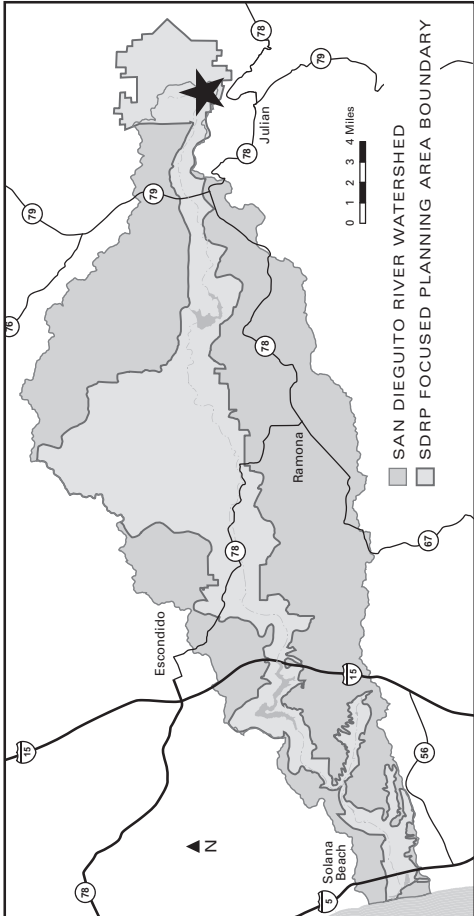 78
79
78
79
79
76
Julian
0 1 2 3 4 Miles
78
Ramona
67
78
Escondido
15
15
56
78
N
Solana
Beach
5
SAN DIEGUITO RIVER WATERSHED
SDRP FOCUSED PLANNING AREA BOUNDARY